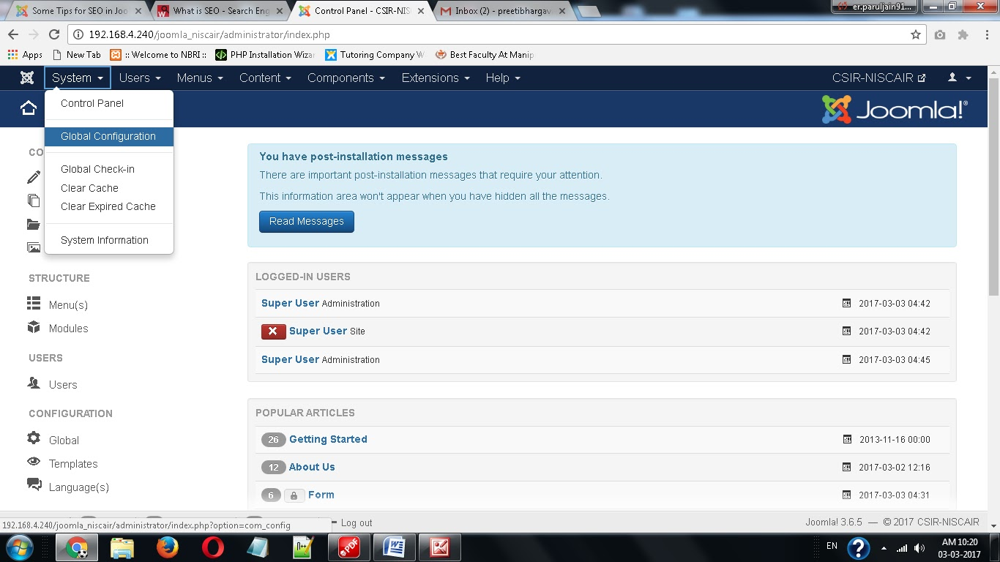 Some Tips for SEO in Joo
What is SEO - Search Eng
Control Panel - CSIR-NIS
Inbox (2) - preetibhargav
er.paruljain91...
192.168.4.240/joomla_niscair/administrator/index.php
Apps New Tab :: Welcome to NBRI :: PHP Installation Wiza Tutoring Company W Best Faculty At Manip
System Users Menus Content Components Extensions Help CSIR-NISCAIR
Joomla!®
Control Panel
Global Configuration
Global Check-in
Clear Cache
Clear Expired Cache
System Information
CO
STRUCTURE
Menu(s)
Modules
USERS
Users
CONFIGURATION
Global
Templates
Language(s)
You have post-installation messages
There are important post-installation messages that require your attention.
This information area won't appear when you have hidden all the messages.
Read Messages
LOGGED-IN USERS
Super User Administration 2017-03-03 04:42
Super User Site 2017-03-03 04:42
Super User Administration 2017-03-03 04:45
POPULAR ARTICLES
26 Getting Started 2013-11-16 00:00
12 About Us 2017-03-02 12:16
6 Form 2017-03-03 04:31
192.168.4.240/joomla_niscair/administrator/index.php?option=com_config
Log out
Joomla! 3.6.5 — © 2017 CSIR-NISCAIR
PDF
EN
AM 10:20
03-03-2017